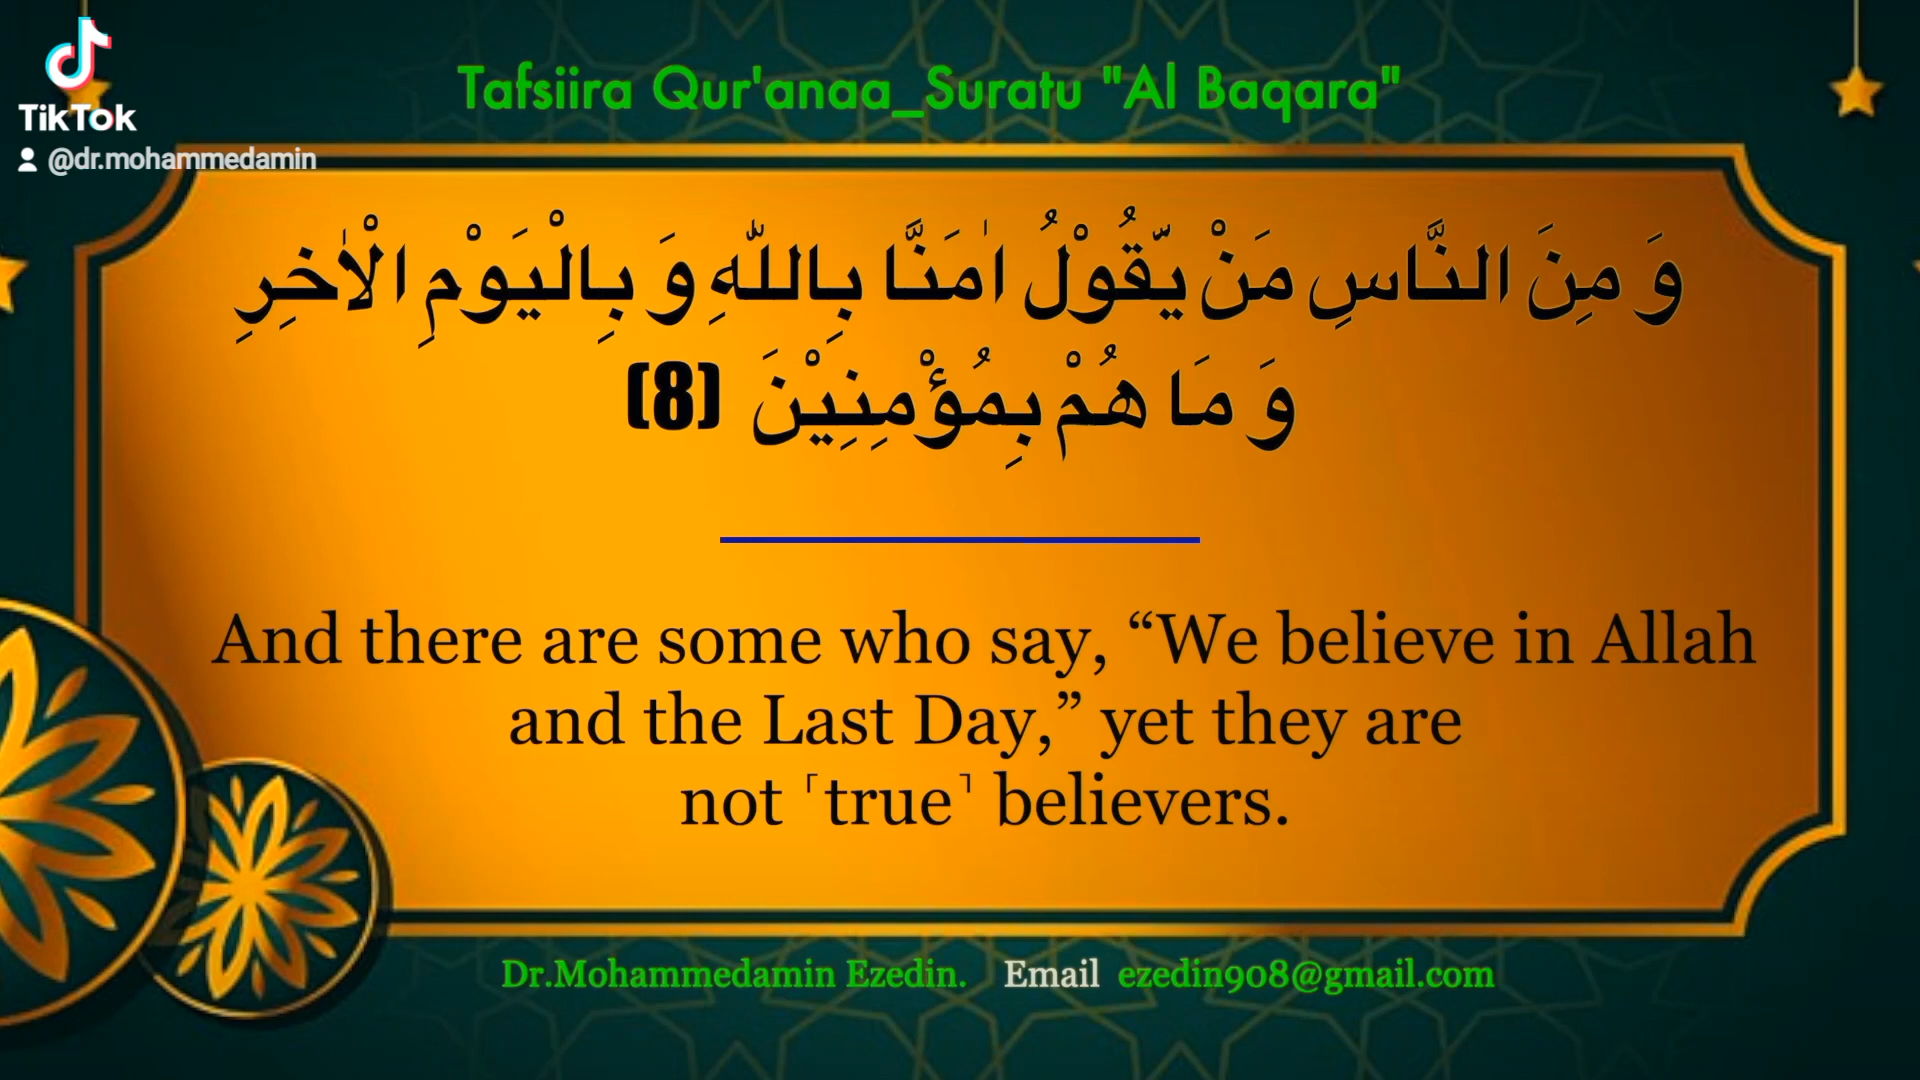 TikTok
@dr.mohammedamin
Tafsiira Qur'anaa_Suratu "Al Baqara"
وَ مِنَ النَّاسِ مَنْ یَّقُوْلُ اٰمَنَّا بِاللّٰهِ وَ بِالْیَوْمِ الْاٰخِرِ
وَ مَا هُمْ بِمُؤْمِنِیْنَ (8)
And there are some who say, “We believe in Allah
and the Last Day,” yet they are
not ˹true˺ believers.
Dr.Mohammedamin Ezedin. Email ezedin908@gmail.com